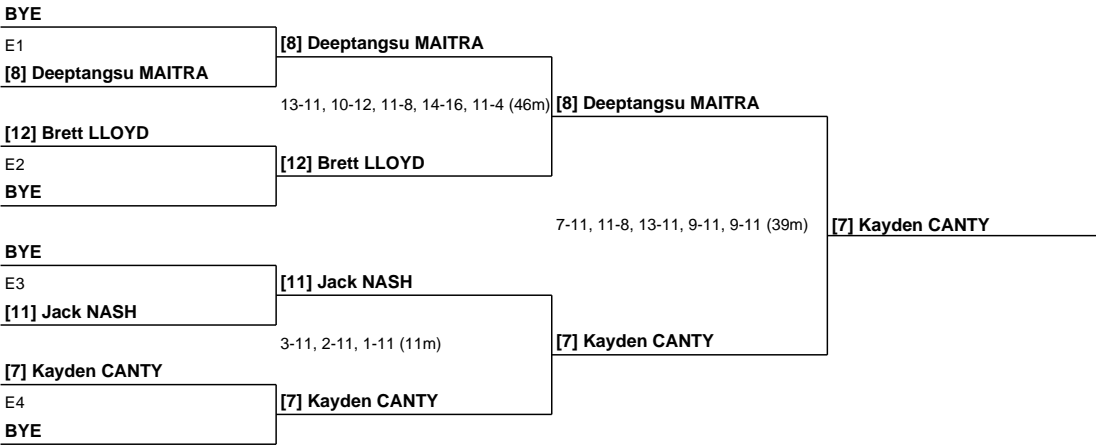 BYE
E1
[8] Deeptangsu MAITRA
[8] Deeptangsu MAITRA
13-11, 10-12, 11-8, 14-16, 11-4 (46m)
[8] Deeptangsu MAITRA
[12] Brett LLOYD
E2
[12] Brett LLOYD
BYE
7-11, 11-8, 13-11, 9-11, 9-11 (39m)
[7] Kayden CANTY
BYE
E3
[11] Jack NASH
[11] Jack NASH
3-11, 2-11, 1-11 (11m)
[7] Kayden CANTY
[7] Kayden CANTY
E4
[7] Kayden CANTY
BYE